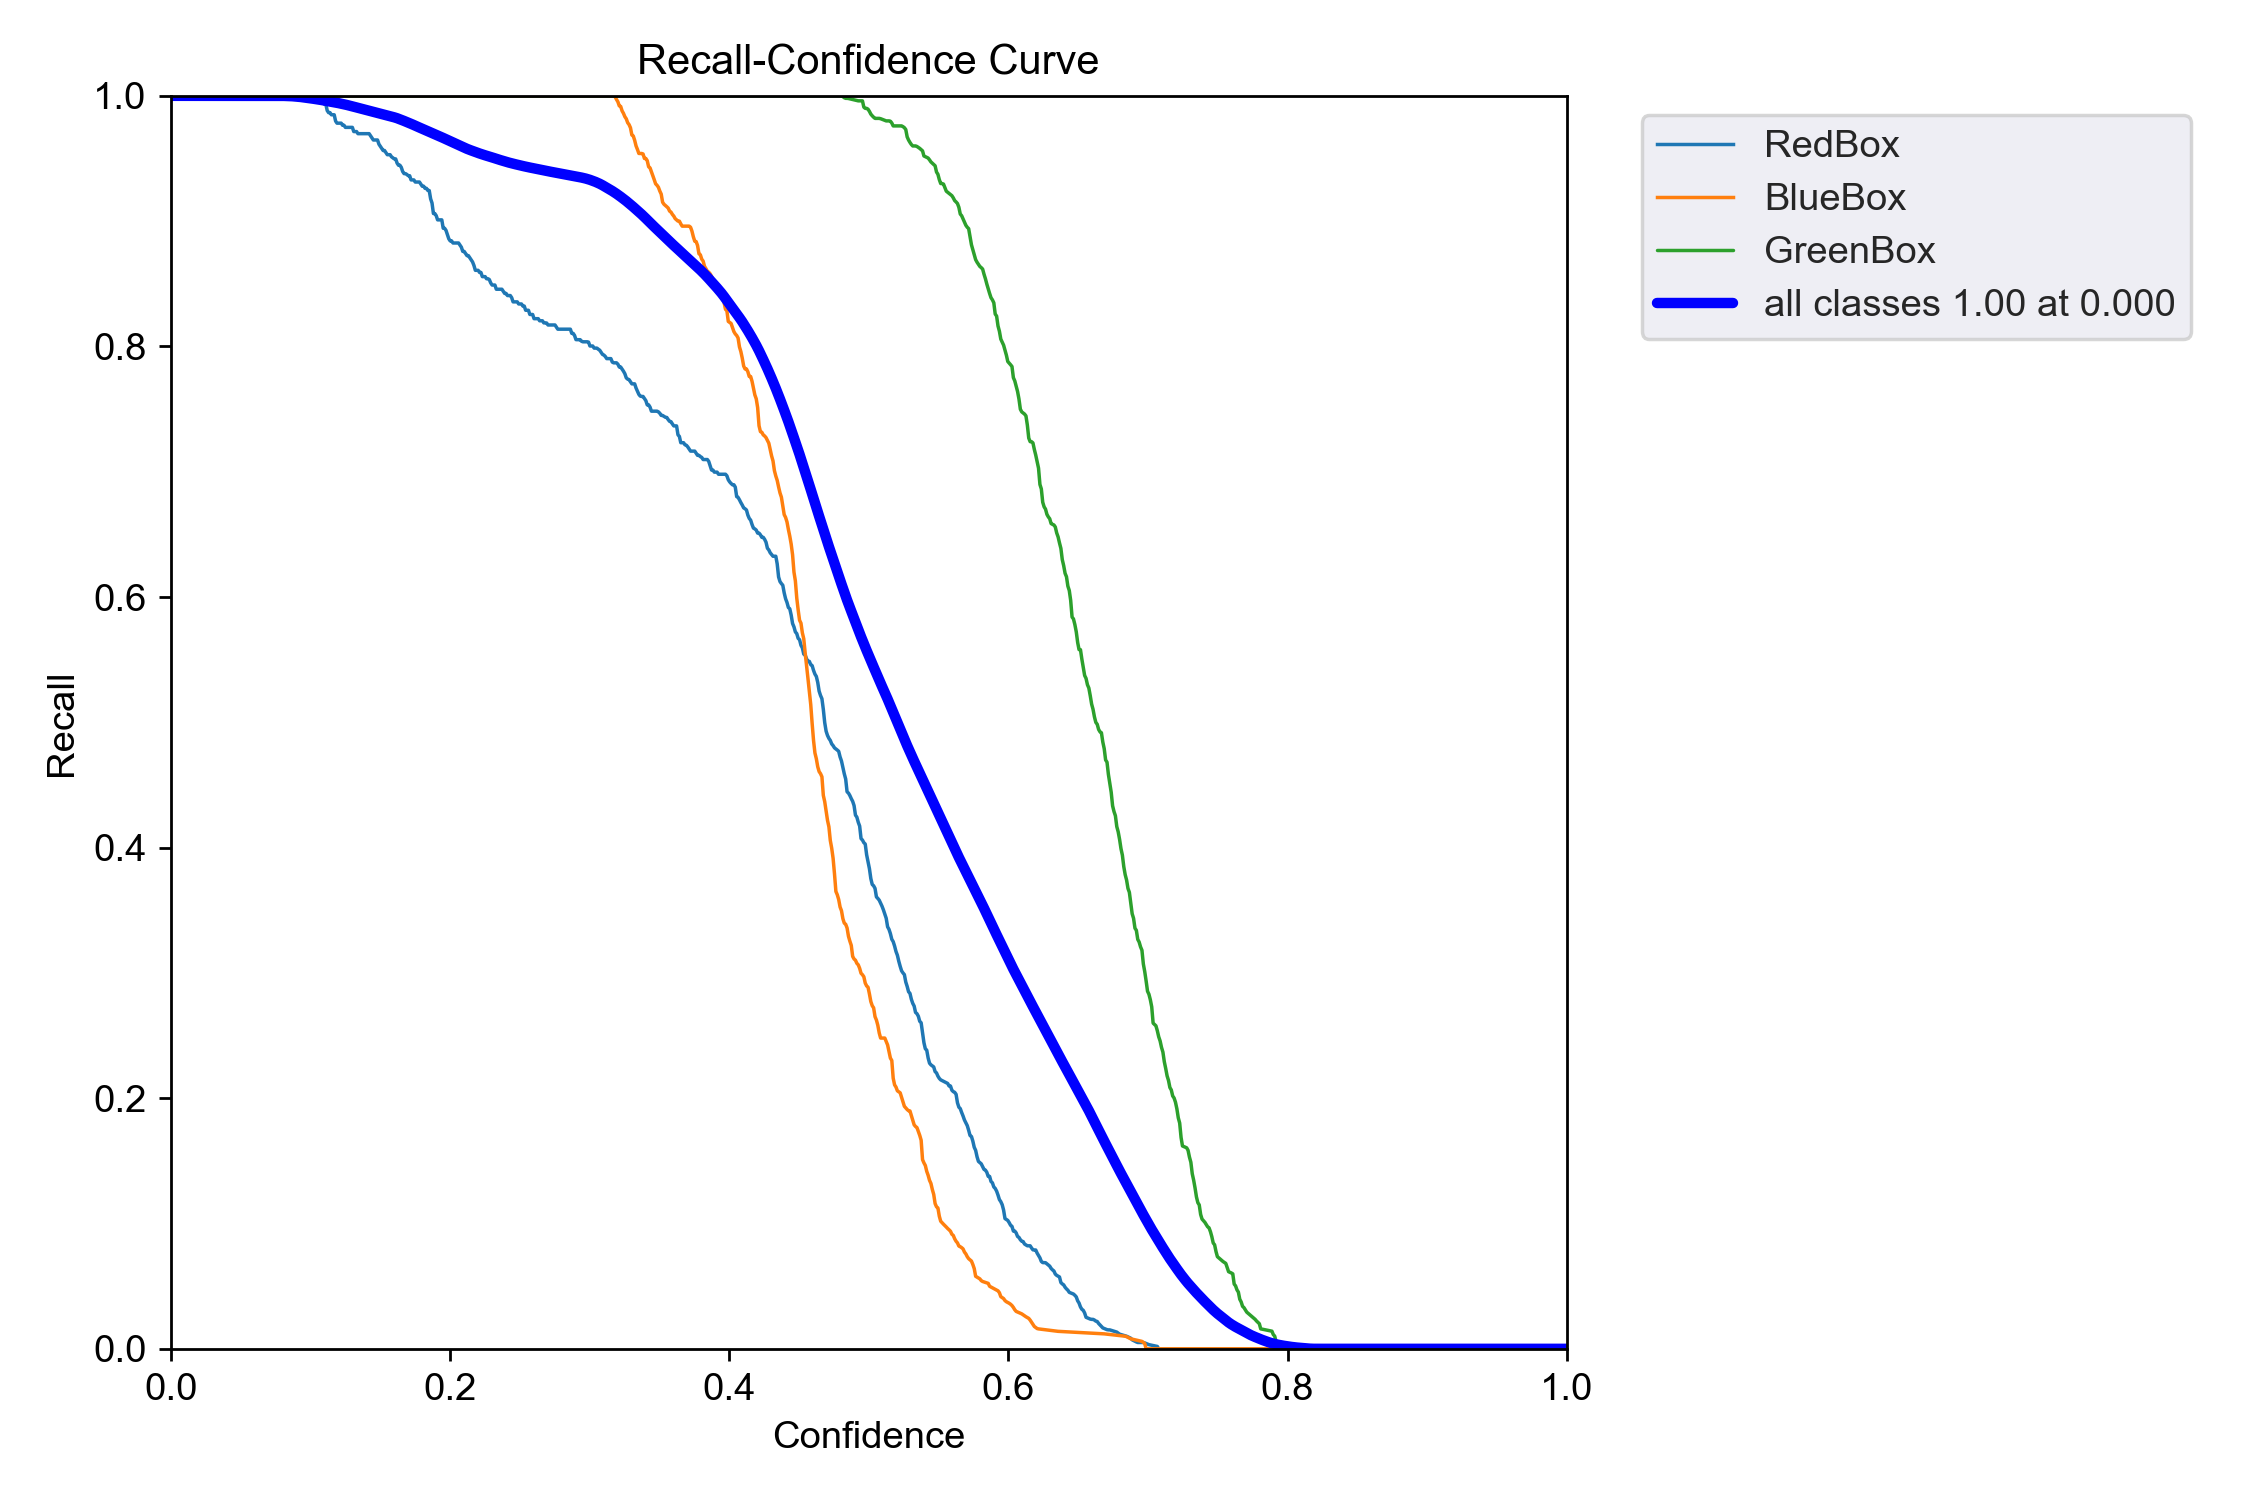 Recall-Confidence Curve
1.0
0.8
0.6
0.4
0.2
0.0
Recall
0.0 0.2 0.4 0.6 0.8 1.0
Confidence
RedBox
BlueBox
GreenBox
all classes 1.00 at 0.000